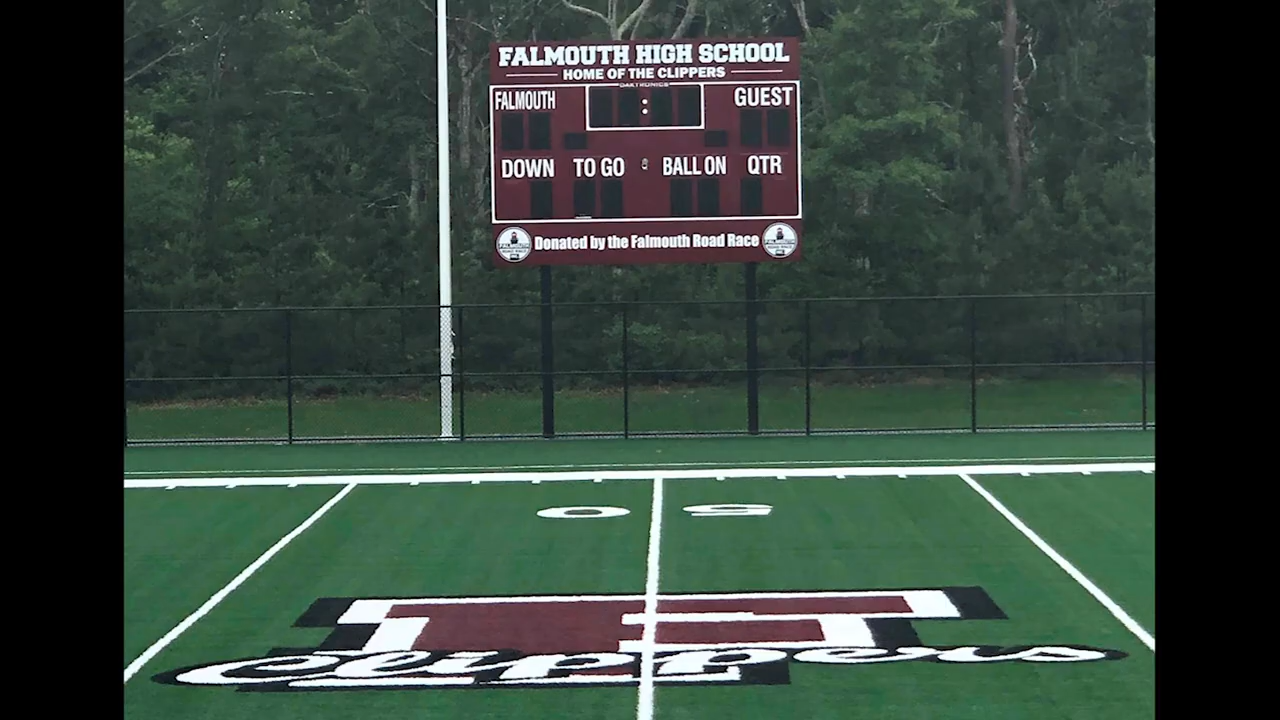 FALMOUTH HIGH SCHOOL
HOME OF THE CLIPPERS
DAKTRONICS
FALMOUTH GUEST
DOWN TO GO BALL ON QTR
Donated by the Falmouth Road Race
50
F
Clippers